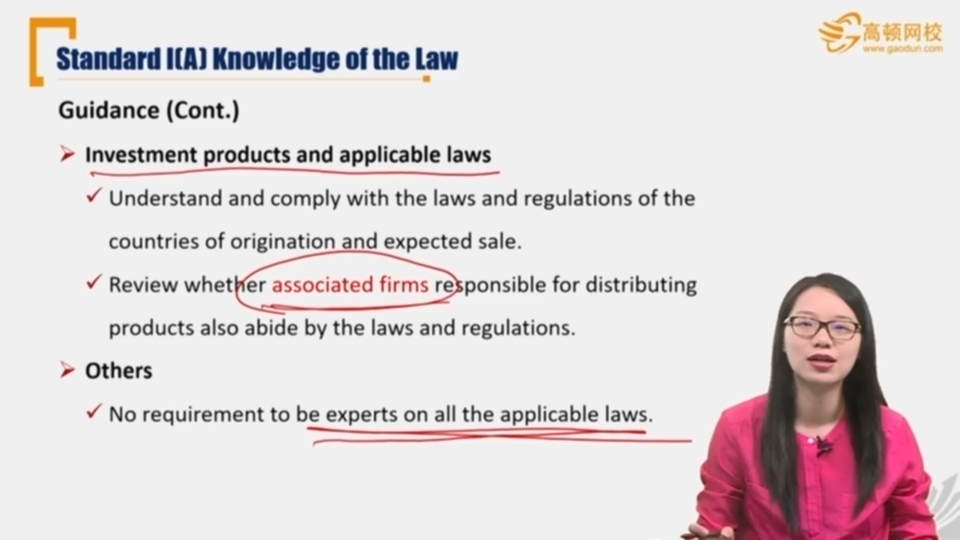 高顿网校
www.gaodun.com
Standard I(A) Knowledge of the Law
Guidance (Cont.)
Investment products and applicable laws
Understand and comply with the laws and regulations of the
countries of origination and expected sale.
Review whether associated firms responsible for distributing
products also abide by the laws and regulations.
Others
No requirement to be experts on all the applicable laws.